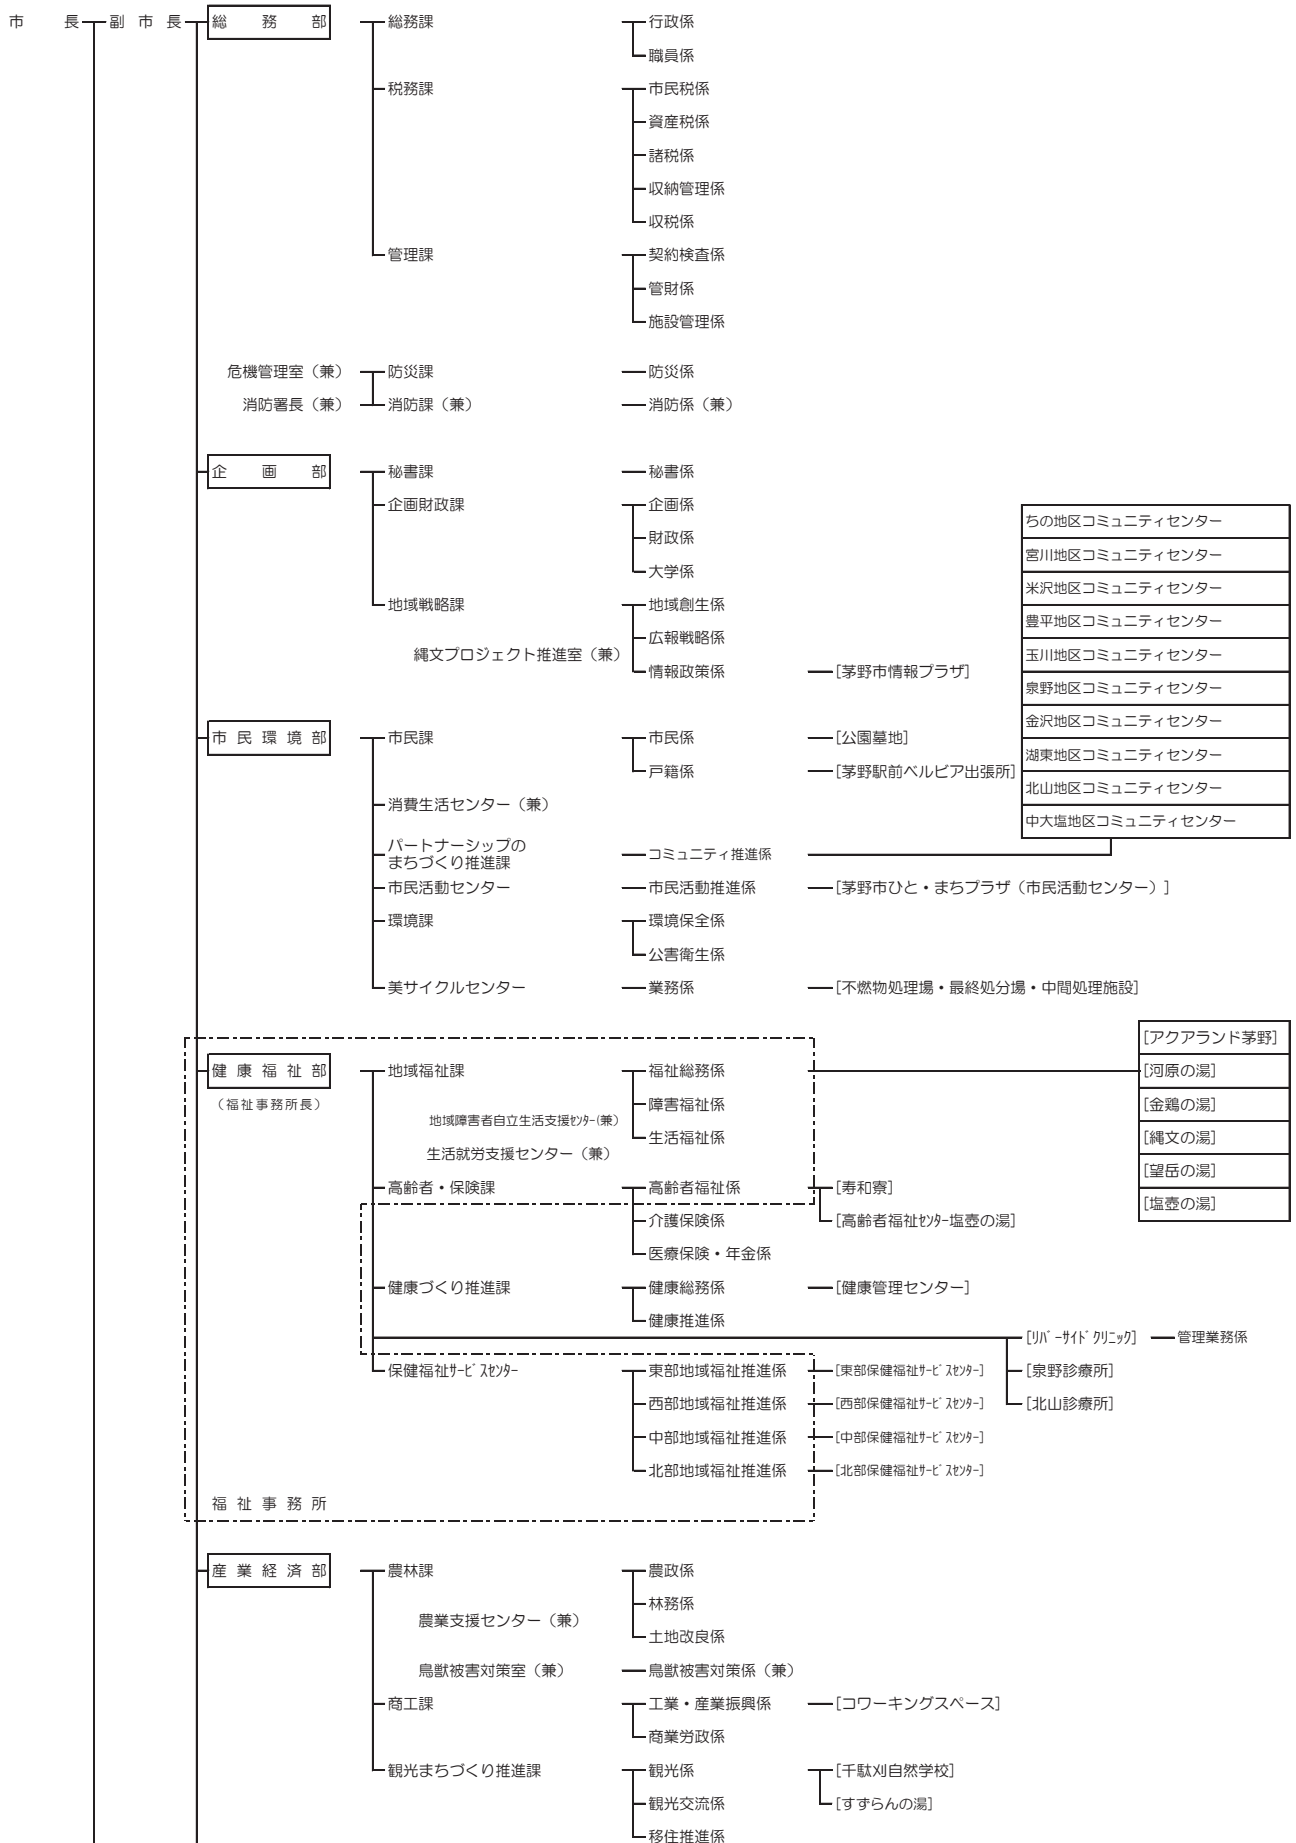 市 長 副 市 長 総 務 部 総務課 行政係
職員係
税務課 市民税係
資産税係
諸税係
収納管理係
収税係
管理課 契約検査係
管財係
施設管理係
危機管理室（兼） 防災課 防災係
消防署長（兼） 消防課（兼） 消防係（兼）
企 画 部 秘書課 秘書係
企画財政課 企画係
ちの地区コミュニティセンター
財政係
宮川地区コミュニティセンター
大学係
米沢地区コミュニティセンター
地域戦略課 地域創生係
豊平地区コミュニティセンター
広報戦略係
縄文プロジェクト推進室（兼）
玉川地区コミュニティセンター
情報政策係 [茅野市情報プラザ]
泉野地区コミュニティセンター
金沢地区コミュニティセンター
市 民 環 境 部 市民課 市民係 [公園墓地]
湖東地区コミュニティセンター
戸籍係 [茅野駅前ベルビア出張所]
北山地区コミュニティセンター
消費生活センター（兼）
中大塩地区コミュニティセンター
パートナーシップの
まちづくり推進課 コミュニティ推進係
市民活動センター 市民活動推進係 [茅野市ひと・まちプラザ（市民活動センター）]
環境課 環境保全係
公害衛生係
美サイクルセンター 業務係 [不燃物処理場・最終処分場・中間処理施設]
[アクアランド茅野]
健 康 福 祉 部 地域福祉課 福祉総務係 [河原の湯]
（福祉事務所長） 障害福祉係 [金鶏の湯]
地域障害者自立生活支援ｾﾝﾀｰ(兼)
生活福祉係 [縄文の湯]
生活就労支援センター（兼）
[望岳の湯]
高齢者・保険課 高齢者福祉係 [寿和寮]
[塩壺の湯]
介護保険係 [高齢者福祉ｾﾝﾀｰ塩壺の湯]
医療保険・年金係
健康づくり推進課 健康総務係 [健康管理センター]
健康推進係
[ﾘﾊﾞｰｻｲﾄﾞｸﾘﾆｯｸ] 管理業務係
保健福祉ｻｰﾋﾞｽｾﾝﾀｰ 東部地域福祉推進係 [東部保健福祉ｻｰﾋﾞｽｾﾝﾀｰ] [泉野診療所]
西部地域福祉推進係 [西部保健福祉ｻｰﾋﾞｽｾﾝﾀｰ] [北山診療所]
中部地域福祉推進係 [中部保健福祉ｻｰﾋﾞｽｾﾝﾀｰ]
北部地域福祉推進係 [北部保健福祉ｻｰﾋﾞｽｾﾝﾀｰ]
福 祉 事 務 所
産 業 経 済 部 農林課 農政係
林務係
農業支援センター（兼）
土地改良係
鳥獣被害対策室（兼） 鳥獣被害対策係（兼）
商工課 工業・産業振興係 [コワーキングスペース]
商業労政係
観光まちづくり推進課 観光係 [千駄刈自然学校]
観光交流係 [すずらんの湯]
移住推進係